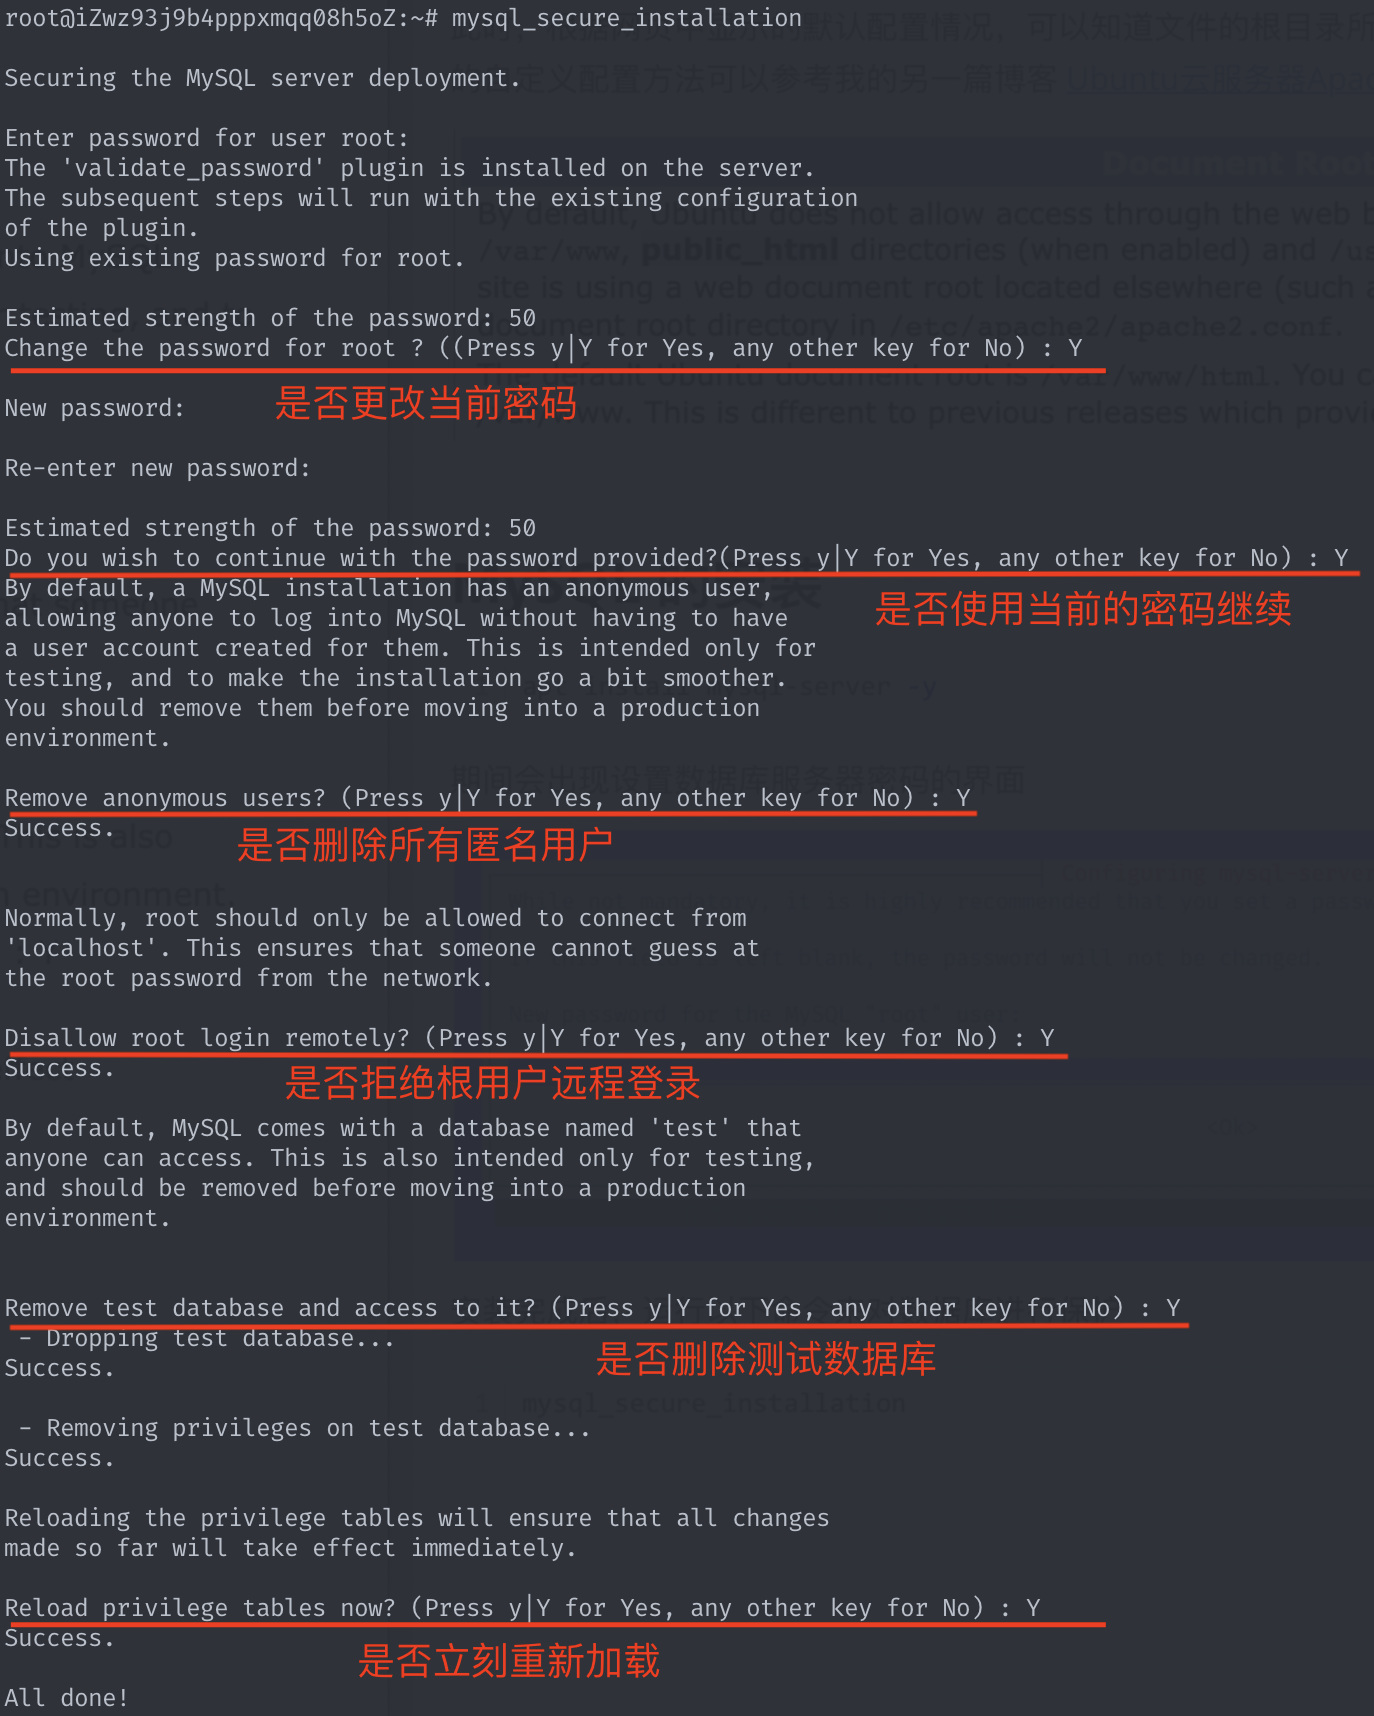 root@iZwz93j9b4pppxmqq08h5oZ:~# mysql_secure_installation
Securing the MySQL server deployment.
Enter password for user root:
The 'validate_password' plugin is installed on the server.
The subsequent steps will run with the existing configuration
of the plugin.
Using existing password for root.
Estimated strength of the password: 50
Change the password for root ? ((Press y|Y for Yes, any other key for No) : Y
是否更改当前密码
New password:
Re-enter new password:
Estimated strength of the password: 50
Do you wish to continue with the password provided?(Press y|Y for Yes, any other key for No) : Y
By default, a MySQL installation has an anonymous user,
是否使用当前的密码继续
allowing anyone to log into MySQL without having to have
a user account created for them. This is intended only for
testing, and to make the installation go a bit smoother.
You should remove them before moving into a production
environment.
Remove anonymous users? (Press y|Y for Yes, any other key for No) : Y
Success.
是否删除所有匿名用户
Normally, root should only be allowed to connect from
'localhost'. This ensures that someone cannot guess at
the root password from the network.
Disallow root login remotely? (Press y|Y for Yes, any other key for No) : Y
Success.
是否拒绝根用户远程登录
By default, MySQL comes with a database named 'test' that
anyone can access. This is also intended only for testing,
and should be removed before moving into a production
environment.
Remove test database and access to it? (Press y|Y for Yes, any other key for No) : Y
- Dropping test database...
是否删除测试数据库
Success.
- Removing privileges on test database...
Success.
Reloading the privilege tables will ensure that all changes
made so far will take effect immediately.
Reload privilege tables now? (Press y|Y for Yes, any other key for No) : Y
Success.
是否立刻重新加载
All done!